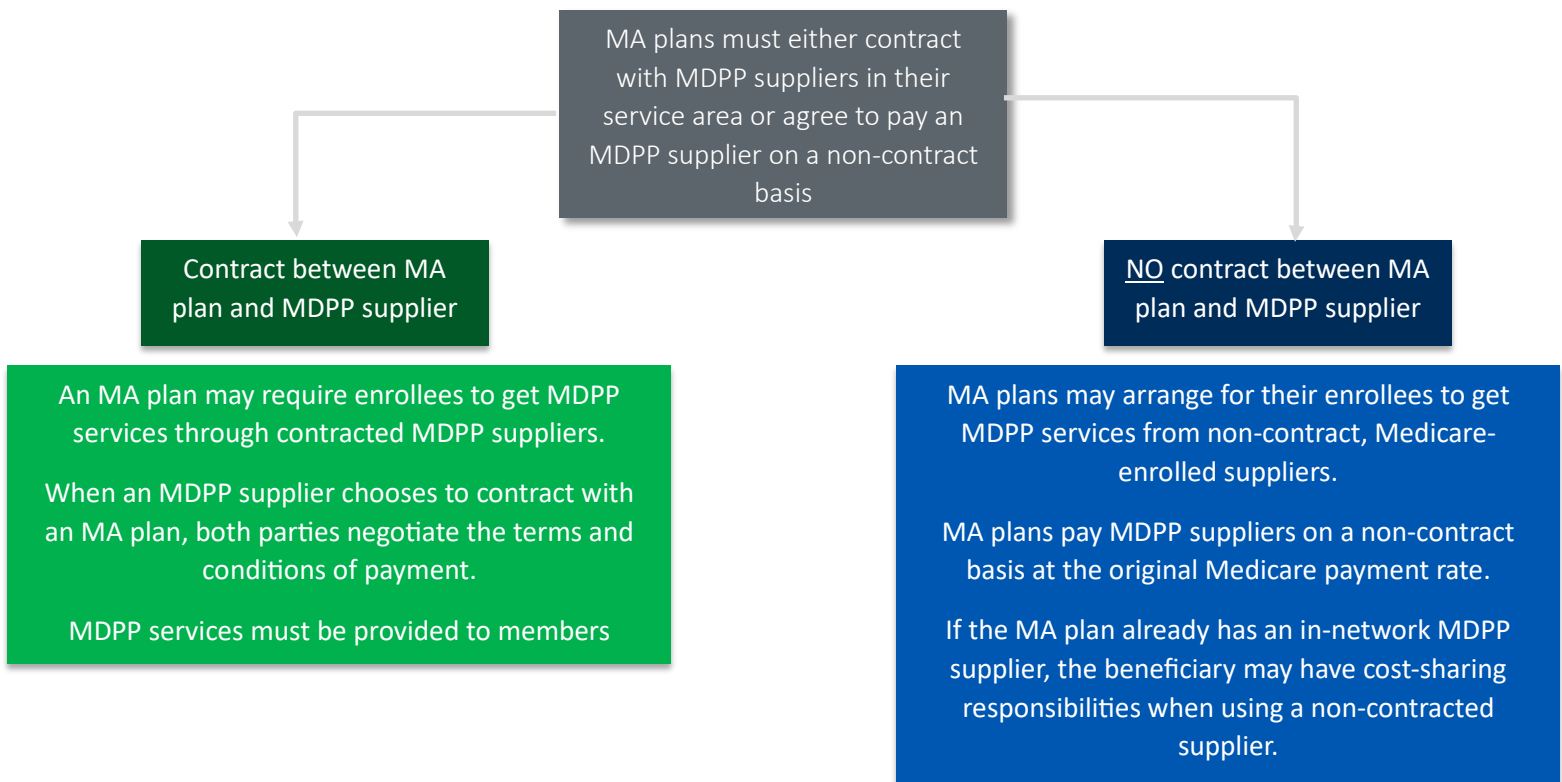 MA plans must either contract
with MDPP suppliers in their
service area or agree to pay an
MDPP supplier on a non-contract
basis
Contract between MA
plan and MDPP supplier
An MA plan may require enrollees to get MDPP
services through contracted MDPP suppliers.
When an MDPP supplier chooses to contract with
an MA plan, both parties negotiate the terms and
conditions of payment.
MDPP services must be provided to members
NO contract between MA
plan and MDPP supplier
MA plans may arrange for their enrollees to get
MDPP services from non-contract, Medicare-
enrolled suppliers.
MA plans pay MDPP suppliers on a non-contract
basis at the original Medicare payment rate.
If the MA plan already has an in-network MDPP
supplier, the beneficiary may have cost-sharing
responsibilities when using a non-contracted
supplier.